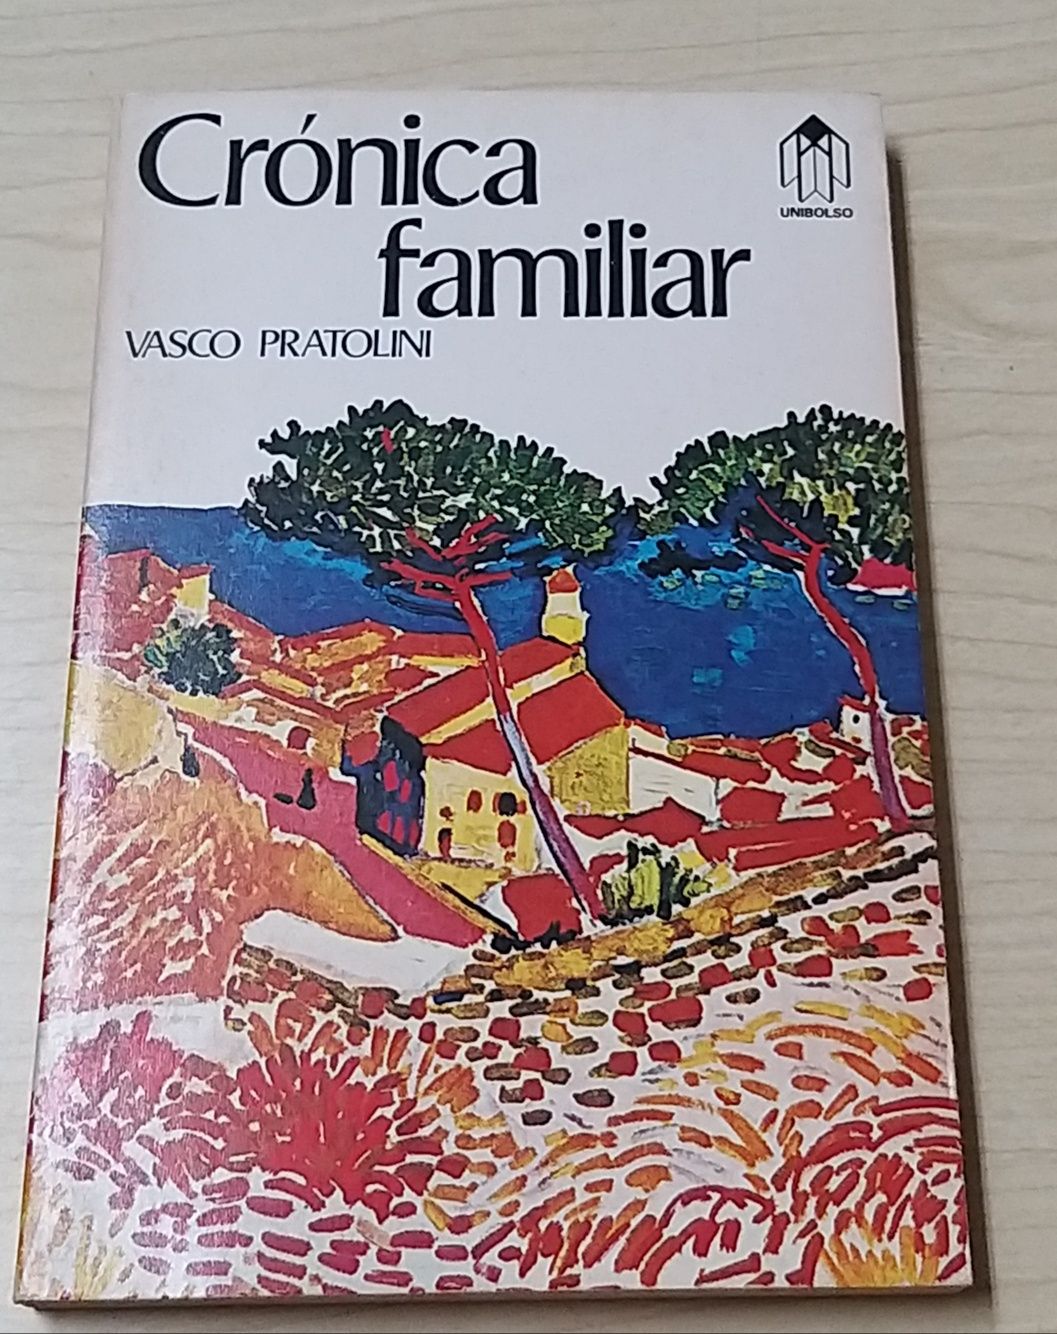 Crónica
familiar
VASCO PRATOLINI
UNIBOLSO